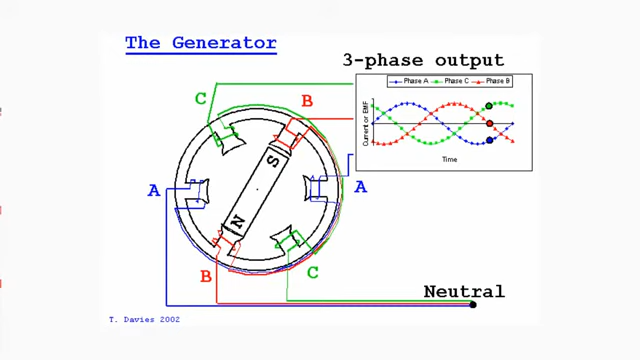 The Generator
3-phase output
Phase A
Phase C
Phase B
Current or EMF
Time
C
B
S
A
A
N
B
C
Neutral
T. Davies 2002